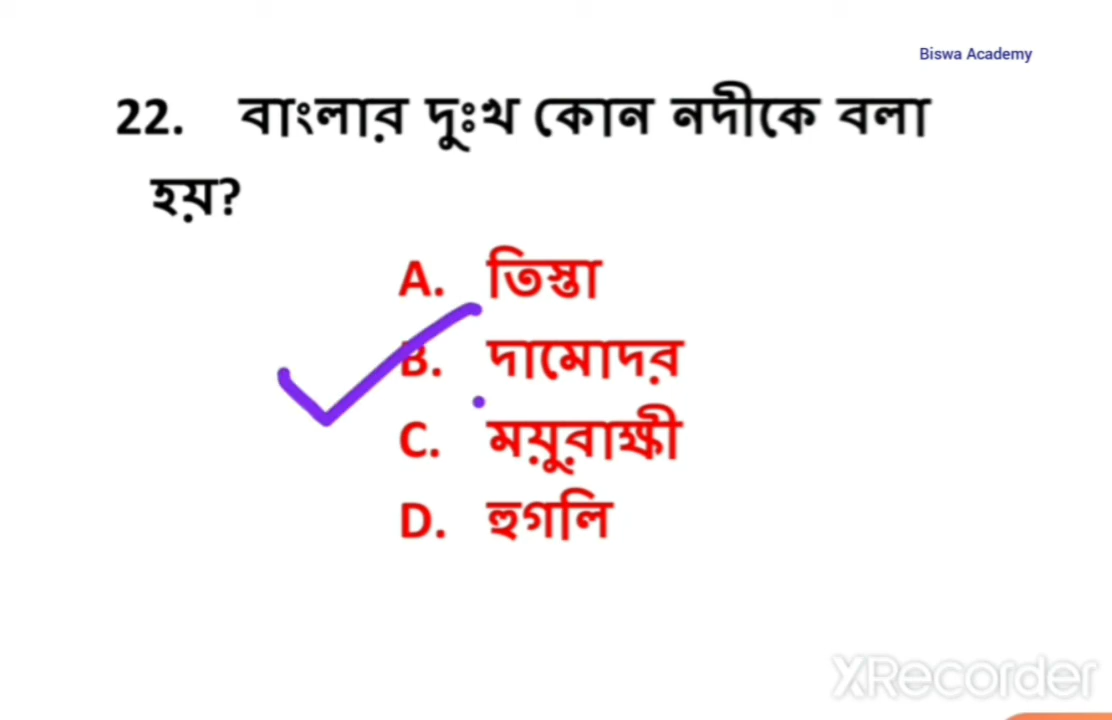 Biswa Academy
22. বাংলার দুঃখ কোন নদীকে বলা
হয়?
A. তিস্তা
B. দামোদর
C. ময়ুরাক্ষী
D. হুগলি
XRecorder